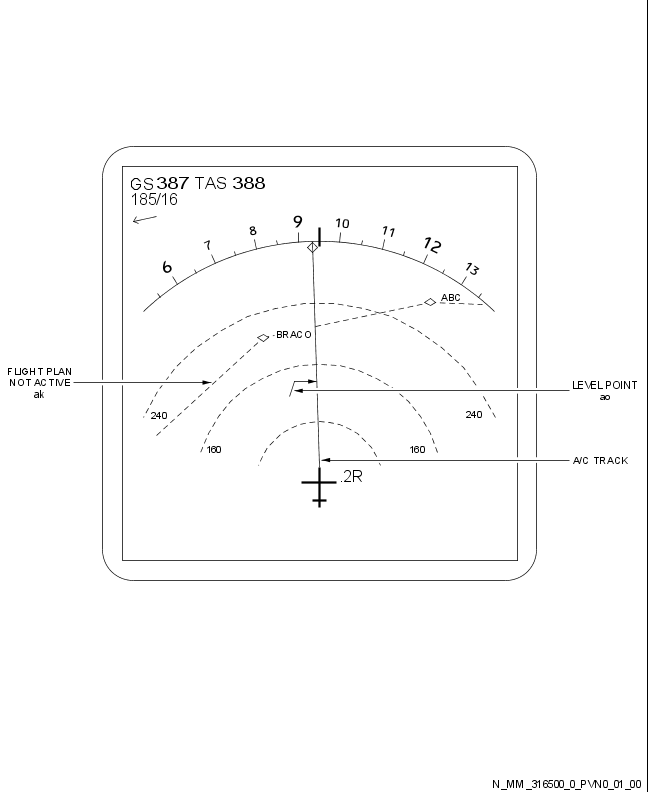 GS 387 TAS 388
185/16
6 7 8 9 10 11 12 13
ABC
BRACO
FLIGHT PLAN
NOT ACTIVE
ak
LEVEL POINT
ao
240 240
160 160
A/C TRACK
.2R
N_MM_316500_0_PVN0_01_00